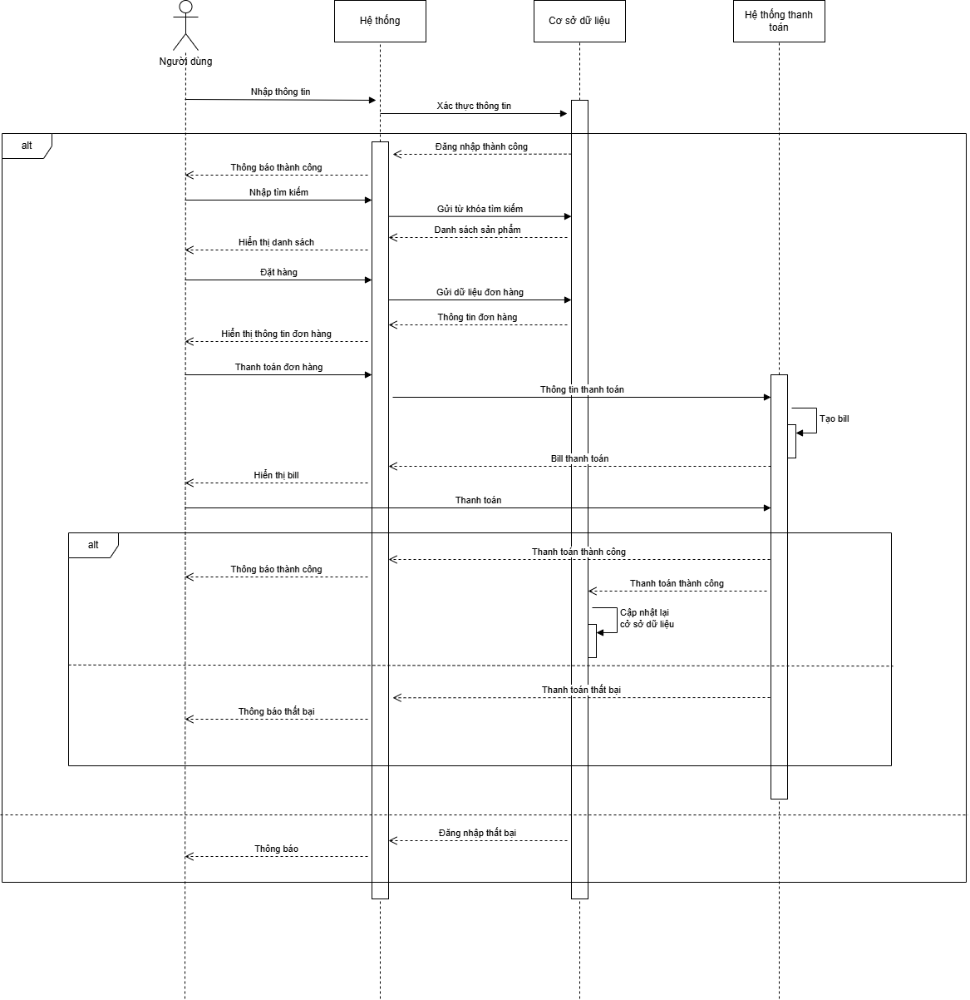 Người dùng
Hệ thống
Cơ sở dữ liệu
Hệ thống thanh
toán
Nhập thông tin
Xác thực thông tin
alt
Đăng nhập thành công
Thông báo thành công
Nhập tìm kiếm
Gửi từ khóa tìm kiếm
Danh sách sản phẩm
Hiển thị danh sách
Đặt hàng
Gửi dữ liệu đơn hàng
Thông tin đơn hàng
Hiển thị thông tin đơn hàng
Thanh toán đơn hàng
Thông tin thanh toán
Tạo bill
Bill thanh toán
Hiển thị bill
Thanh toán
alt
Thanh toán thành công
Thông báo thành công
Thanh toán thành công
Cập nhật lại
cở sở dữ liệu
Thanh toán thất bại
Thông báo thất bại
Đăng nhập thất bại
Thông báo